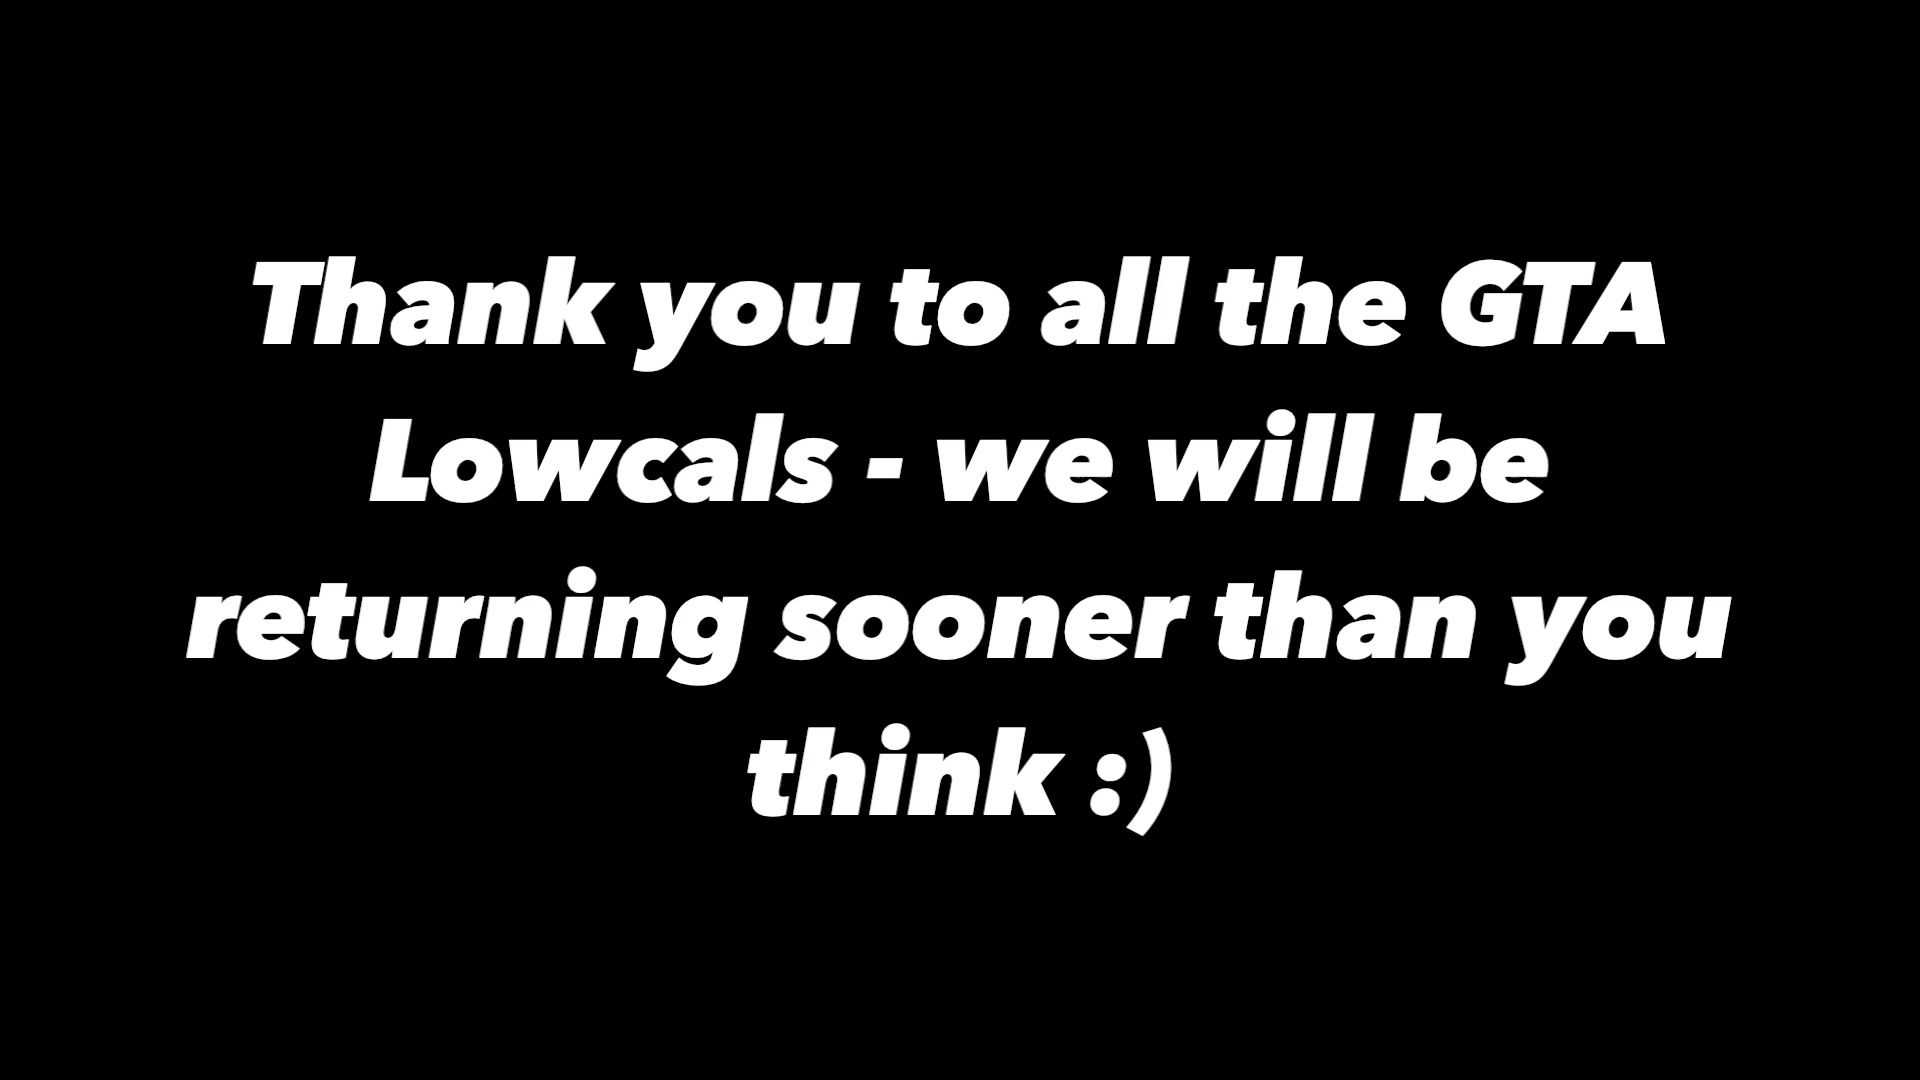 Thank you to all the GTA
Lowcals - we will be
returning sooner than you
think :)